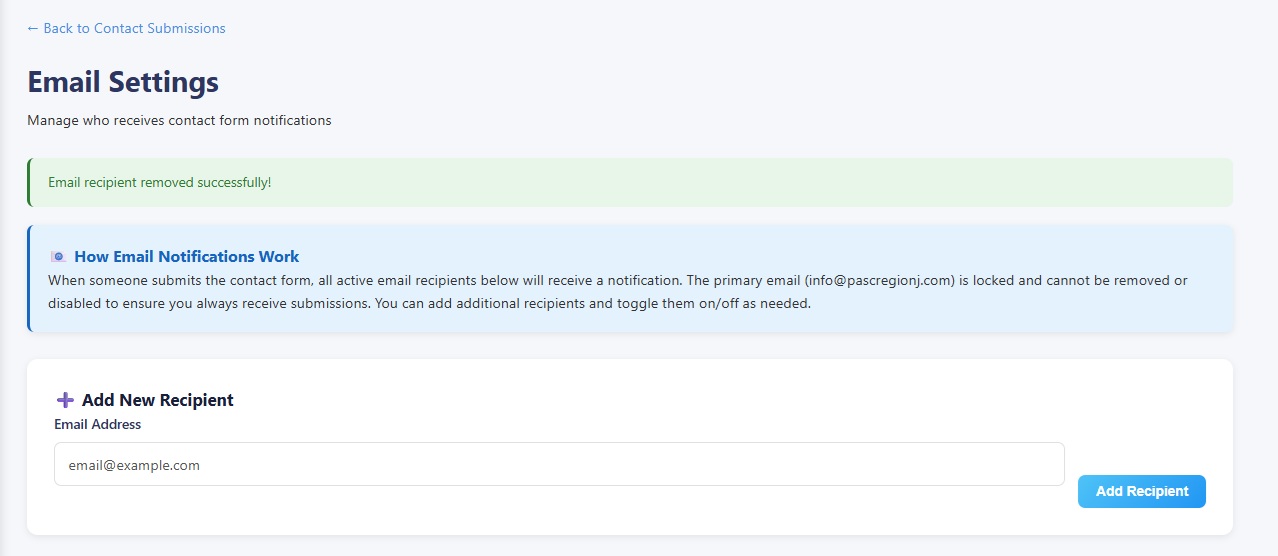 ← Back to Contact Submissions
Email Settings
Manage who receives contact form notifications
Email recipient removed successfully!
How Email Notifications Work
When someone submits the contact form, all active email recipients below will receive a notification. The primary email (info@pascregionj.com) is locked and cannot be removed or
disabled to ensure you always receive submissions. You can add additional recipients and toggle them on/off as needed.
Add New Recipient
Email Address
email@example.com
Add Recipient